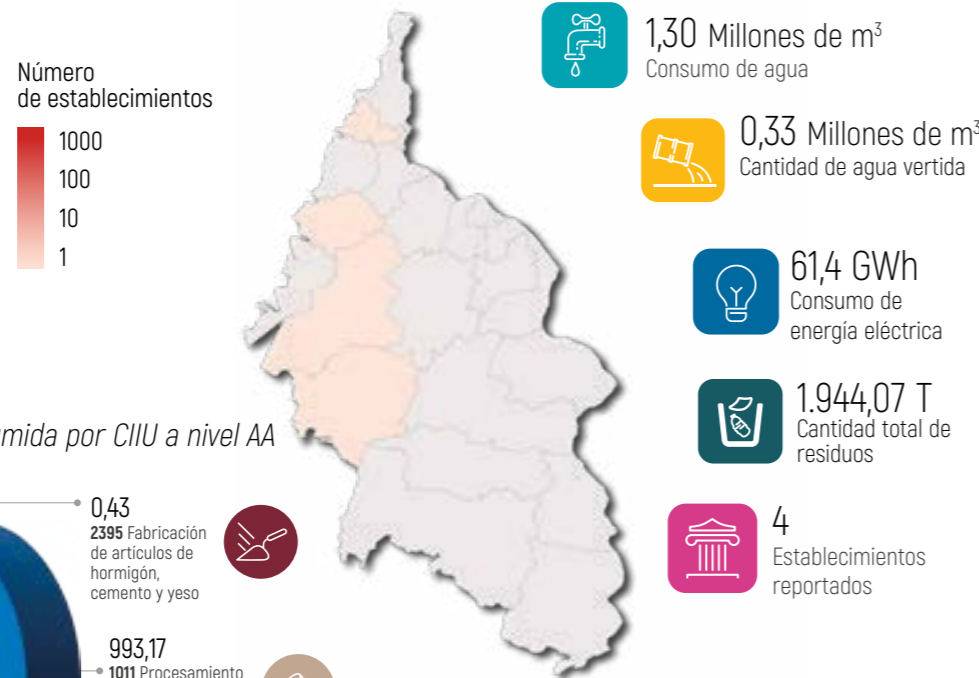 Número
de establecimientos
1000
100
10
1
1,30 Millones de m³
Consumo de agua
0,33 Millones de m³
Cantidad de agua vertida
61,4 GWh
Consumo de
energía eléctrica
1.944,07 T
Cantidad total de
residuos
4
Establecimientos
reportados
por CIIU a nivel AA
0,43
2395 Fabricación
de artículos de
hormigón,
cemento y yeso
993,17
1011 Procesamiento